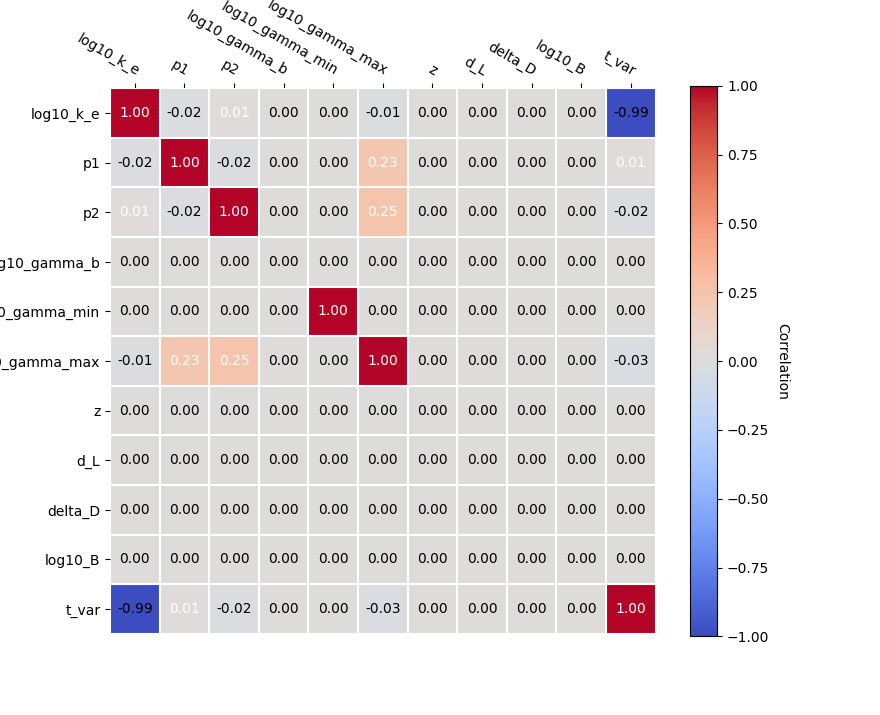 log10_k_e p1 p2 log10_gamma_b log10_gamma_min log10_gamma_max z d_L delta_D log10_B t_var
log10_k_e 1.00 -0.02 0.01 0.00 0.00 -0.01 0.00 0.00 0.00 0.00 -0.99
p1 -0.02 1.00 -0.02 0.00 0.00 0.23 0.00 0.00 0.00 0.00 0.01
p2 0.01 -0.02 1.00 0.00 0.00 0.25 0.00 0.00 0.00 0.00 -0.02
g10_gamma_b 0.00 0.00 0.00 0.00 0.00 0.00 0.00 0.00 0.00 0.00 0.00
0_gamma_min 0.00 0.00 0.00 0.00 1.00 0.00 0.00 0.00 0.00 0.00 0.00
0_gamma_max -0.01 0.23 0.25 0.00 0.00 1.00 0.00 0.00 0.00 0.00 -0.03
z 0.00 0.00 0.00 0.00 0.00 0.00 0.00 0.00 0.00 0.00 0.00
d_L 0.00 0.00 0.00 0.00 0.00 0.00 0.00 0.00 0.00 0.00 0.00
delta_D 0.00 0.00 0.00 0.00 0.00 0.00 0.00 0.00 0.00 0.00 0.00
log10_B 0.00 0.00 0.00 0.00 0.00 0.00 0.00 0.00 0.00 0.00 0.00
t_var -0.99 0.01 -0.02 0.00 0.00 -0.03 0.00 0.00 0.00 0.00 1.00
1.00
0.75
0.50
0.25
0.00
−0.25
−0.50
−0.75
−1.00
Correlation